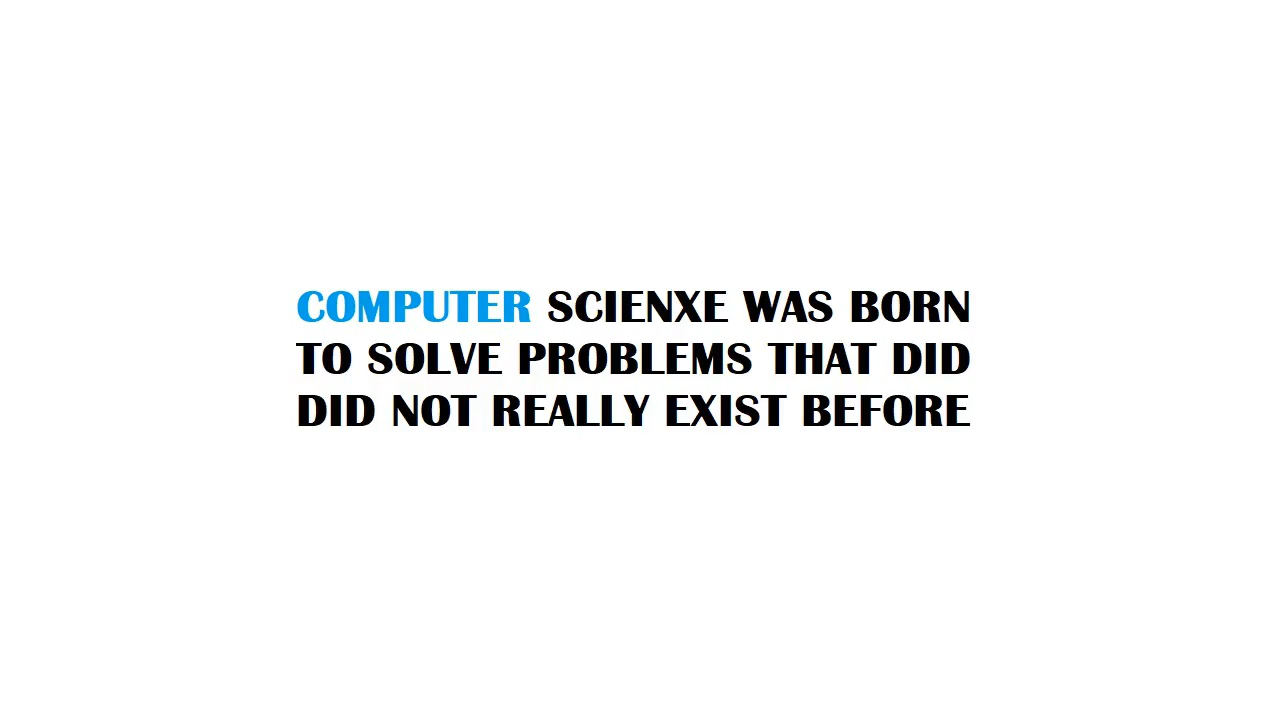 COMPUTER SCIENXE WAS BORN
TO SOLVE PROBLEMS THAT DID
DID NOT REALLY EXIST BEFORE